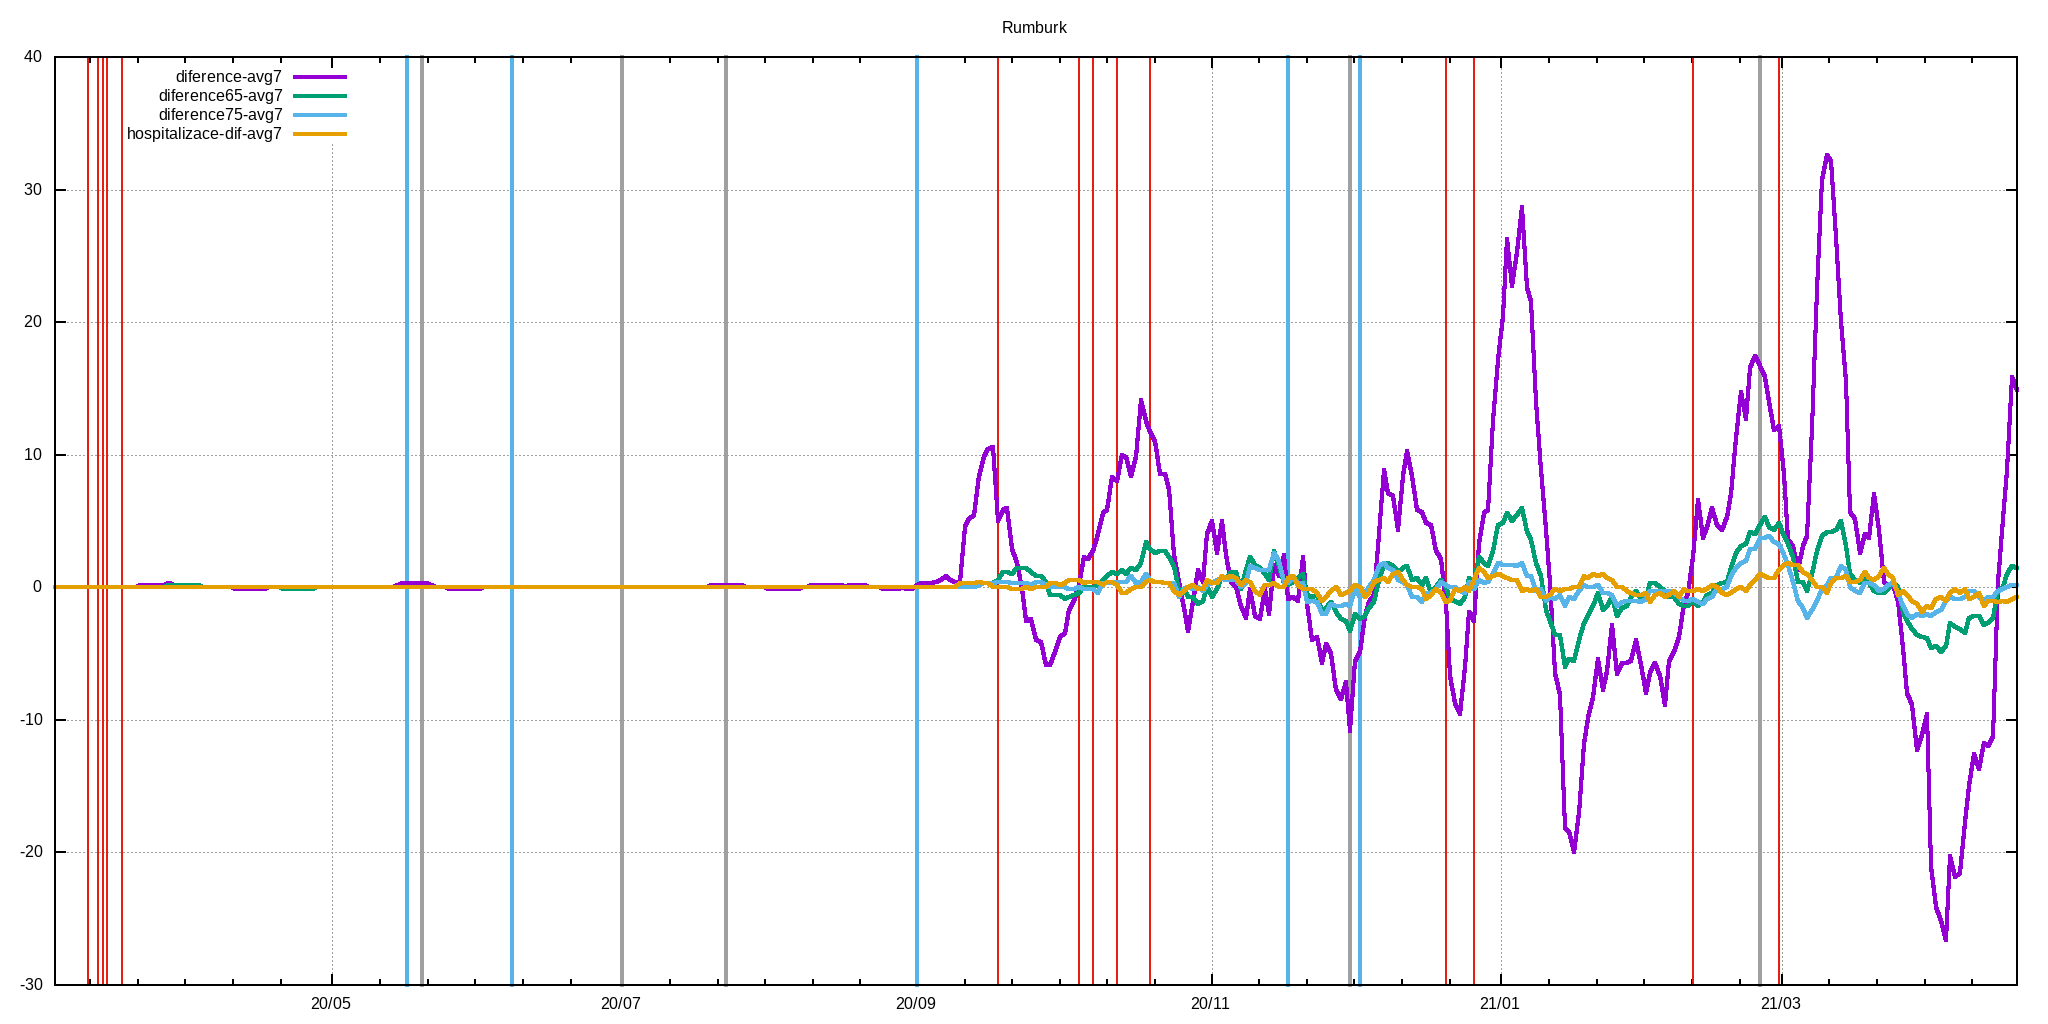 Rumburk
40
diference-avg7
diference65-avg7
diference75-avg7
hospitalizace-dif-avg7
30
20
10
0
-10
-20
-30
20/05 20/07 20/09 20/11 21/01 21/03